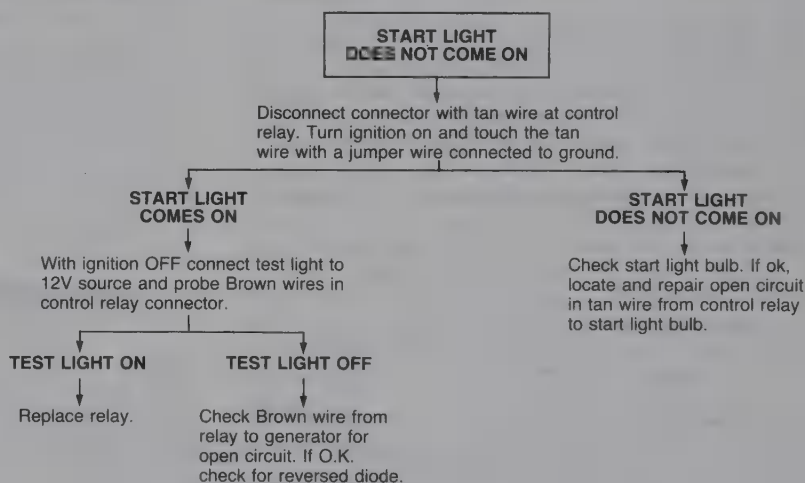 START LIGHT
DOES NOT COME ON
Disconnect connector with tan wire at control
relay. Turn ignition on and touch the tan
wire with a jumper wire connected to ground.
START LIGHT
COMES ON
With ignition OFF connect test light to
12V source and probe Brown wires in
control relay connector.
TEST LIGHT ON
Replace relay.
TEST LIGHT OFF
Check Brown wire from
relay to generator for
open circuit. If O.K.
check for reversed diode.
START LIGHT
DOES NOT COME ON
Check start light bulb. If ok,
locate and repair open circuit
in tan wire from control relay
to start light bulb.